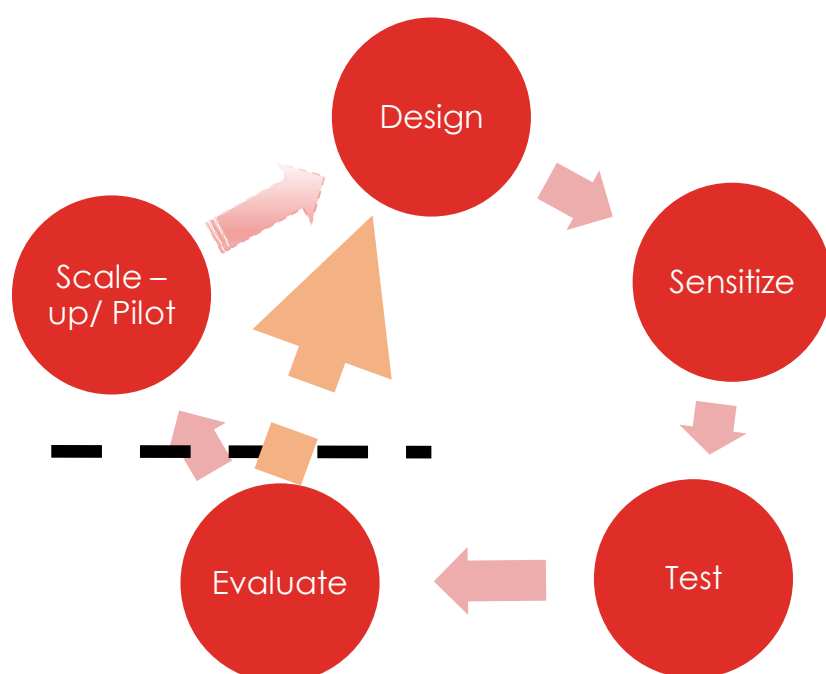 Design
Sensitize
Test
Evaluate
Scale –
up/ Pilot